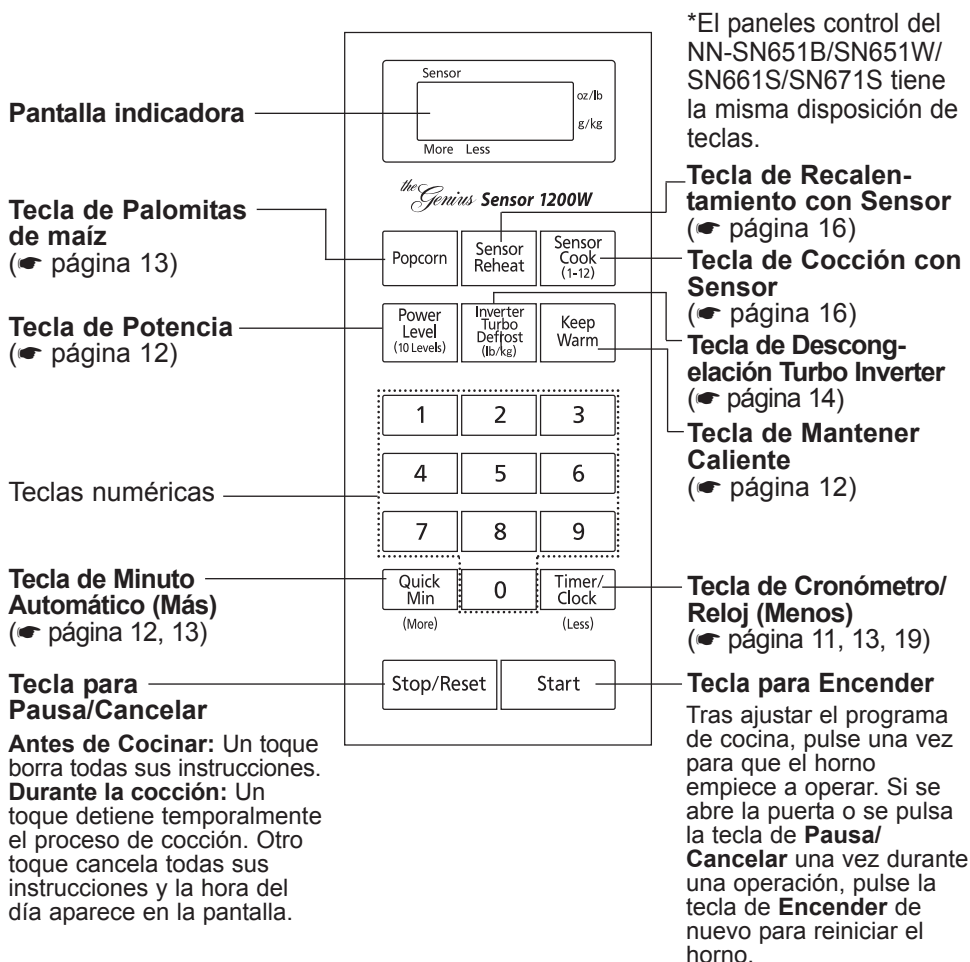 *El paneles control del
NN-SN651B/SN651W/
SN661S/SN671S tiene
la misma disposición de
teclas.
Pantalla indicadora
Tecla de Palomitas
de maíz
(☛ página 13)
Tecla de Potencia
(☛ página 12)
Teclas numéricas
Tecla de Minuto
Automático (Más)
(☛ página 12, 13)
Tecla para
Pausa/Cancelar
Antes de Cocinar: Un toque
borra todas sus instrucciones.
Durante la cocción: Un
toque detiene temporalmente
el proceso de cocción. Otro
toque cancela todas sus
instrucciones y la hora del
día aparece en la pantalla.
Sensor
oz/lb
g/kg
More Less
the Genius Sensor 1200W
Popcorn
Sensor
Reheat
Sensor
Cook
(1-12)
Power
Level
(10 Levels)
Inverter
Turbo
Defrost
(lb/kg)
Keep
Warm
1 2 3
4 5 6
7 8 9
Quick
Min
(More)
0
Timer/
Clock
(Less)
Stop/Reset
Start
Tecla de Recalen-
tamiento con Sensor
(☛ página 16)
Tecla de Cocción con
Sensor
(☛ página 16)
Tecla de Descong-
elación Turbo Inverter
(☛ página 14)
Tecla de Mantener
Caliente
(☛ página 12)
Tecla de Cronómetro/
Reloj (Menos)
(☛ página 11, 13, 19)
Tecla para Encender
Tras ajustar el programa
de cocina, pulse una vez
para que el horno
empiece a operar. Si se
abre la puerta o se pulsa
la tecla de Pausa/
Cancelar una vez durante
una operación, pulse la
tecla de Encender de
nuevo para reiniciar el
horno.